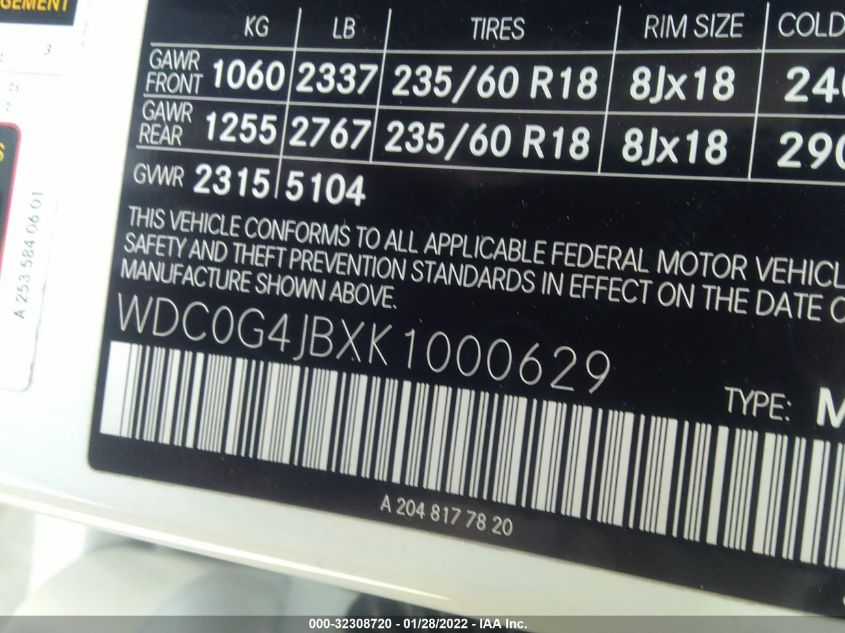 GEMENT
KG LB TIRES RIM SIZE COLD
GAWR FRONT 1060 2337 235/60 R18 8Jx18 240
GAWR REAR 1255 2767 235/60 R18 8Jx18 290
GVWR 2315 5104
THIS VEHICLE CONFORMS TO ALL APPLICABLE FEDERAL MOTOR VEHICL
SAFETY AND THEFT PREVENTION STANDARDS IN EFFECT ON THE DATE O
MANUFACTURE SHOWN ABOVE.
WDC0G4JBXK1000629
TYPE: M
A 204 817 78 20
A 253 584 06 01
000-32308720 - 01/28/2022 - IAA Inc.